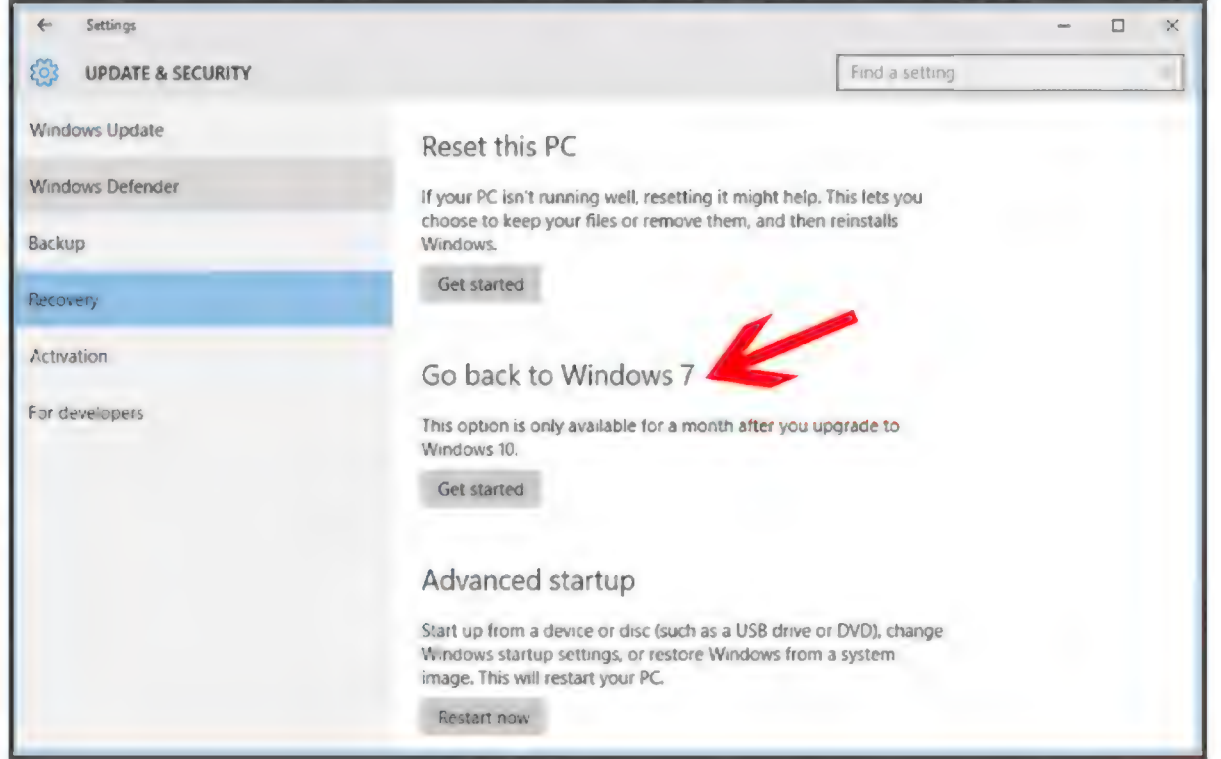 Settings
UPDATE & SECURITY
Find a setting
Windows Update
Windows Defender
Backup
Recovery
Activation
For developers
Reset this PC
If your PC isn't running well, resetting it might help. This lets you
choose to keep your files or remove them, and then reinstalls
Windows.
Get started
Go back to Windows 7
This option is only available for a month after you upgrade to
Windows 10.
Get started
Advanced startup
Start up from a device or disc (such as a USB drive or DVD), change
Windows startup settings, or restore Windows from a system
image. This will restart your PC.
Restart now